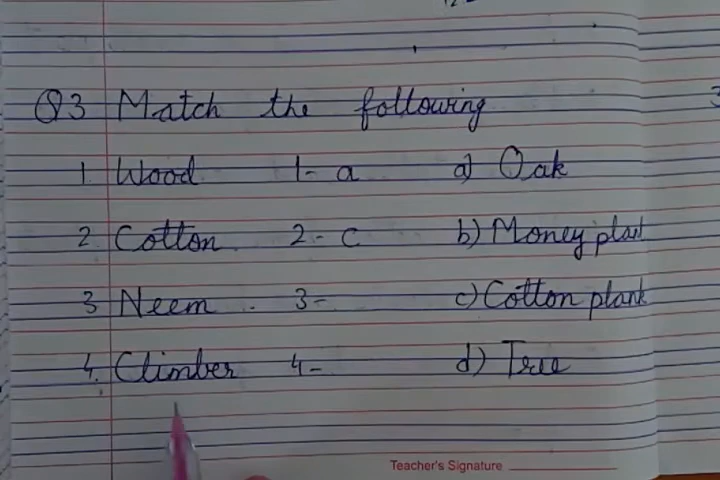 Q3 Match the following
1 Wood 1- a a) Oak
2. Cotton 2- c b) Money plant
3 Neem 3- c) Cotton plant
4. Climber 4- d) Tree
Teacher's Signature